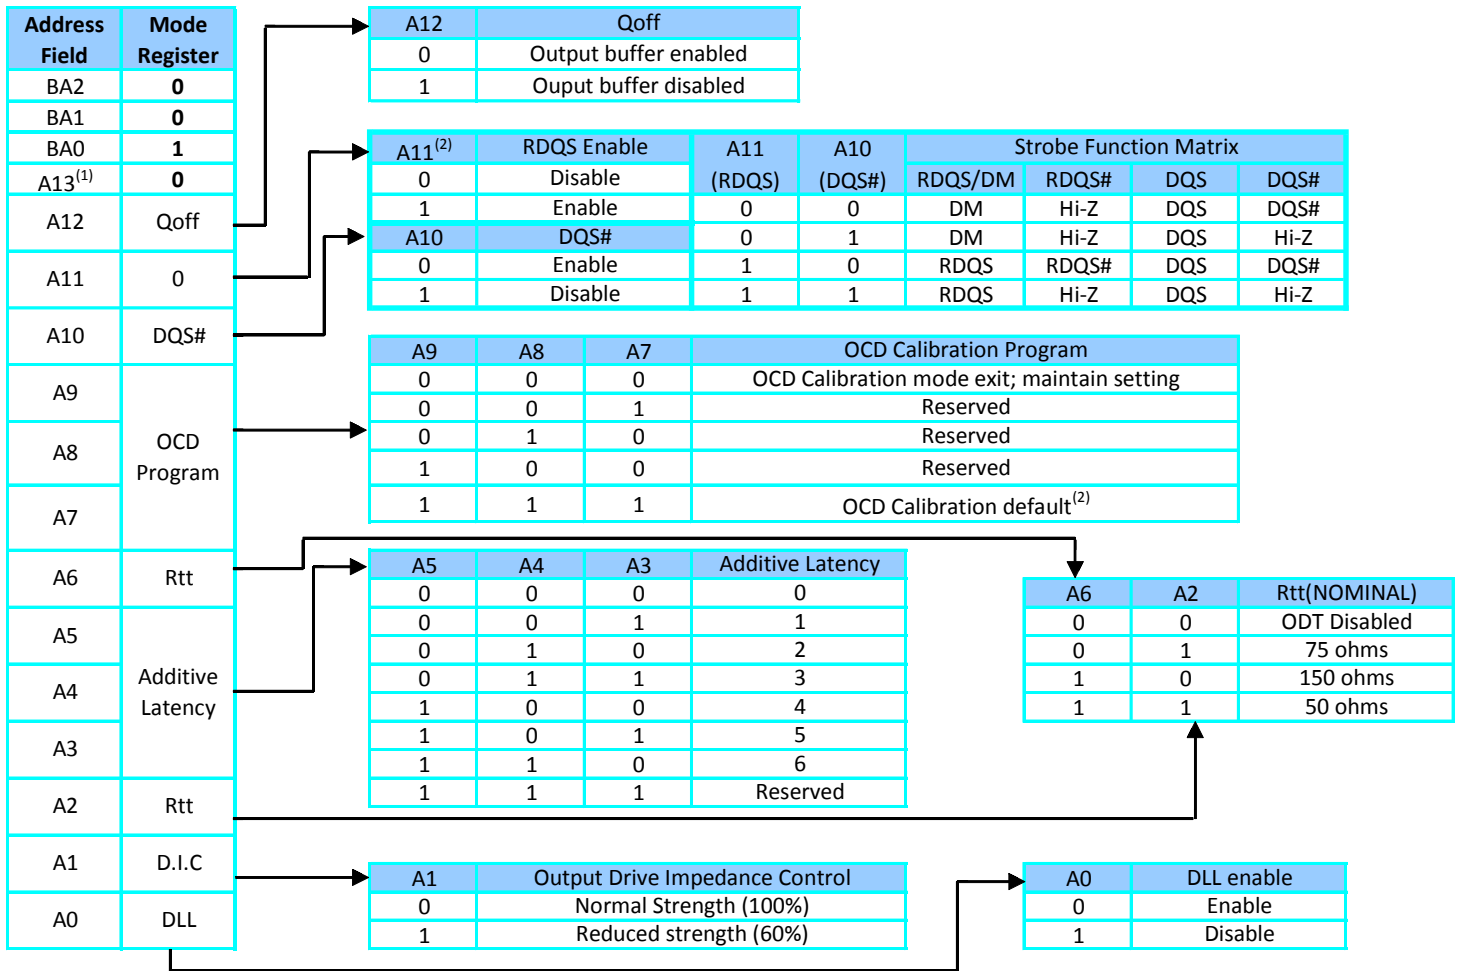 Address Field Mode Register
BA2 0
BA1 0
BA0 1
A13(1) 0
A12 Qoff
A11 0
A10 DQS#
A9
A8
A7
OCD Program
A6 Rtt
A5
A4
A3
Additive Latency
A2 Rtt
A1 D.I.C
A0 DLL
A12 Qoff
0 Output buffer enabled
1 Ouput buffer disabled
A11(2) RDQS Enable
0 Disable
1 Enable
A10 DQS#
0 Enable
1 Disable
A11 (RDQS) A10 (DQS#) Strobe Function Matrix
RDQS/DM RDQS# DQS DQS#
0 0 DM Hi-Z DQS DQS#
0 1 DM Hi-Z DQS Hi-Z
1 0 RDQS RDQS# DQS DQS#
1 1 RDQS Hi-Z DQS Hi-Z
A9 A8 A7 OCD Calibration Program
0 0 0 OCD Calibration mode exit; maintain setting
0 0 1 Reserved
0 1 0 Reserved
1 0 0 Reserved
1 1 1 OCD Calibration default(2)
A5 A4 A3 Additive Latency
0 0 0 0
0 0 1 1
0 1 0 2
0 1 1 3
1 0 0 4
1 0 1 5
1 1 0 6
1 1 1 Reserved
A6 A2 Rtt(NOMINAL)
0 0 ODT Disabled
0 1 75 ohms
1 0 150 ohms
1 1 50 ohms
A1 Output Drive Impedance Control
0 Normal Strength (100%)
1 Reduced strength (60%)
A0 DLL enable
0 Enable
1 Disable